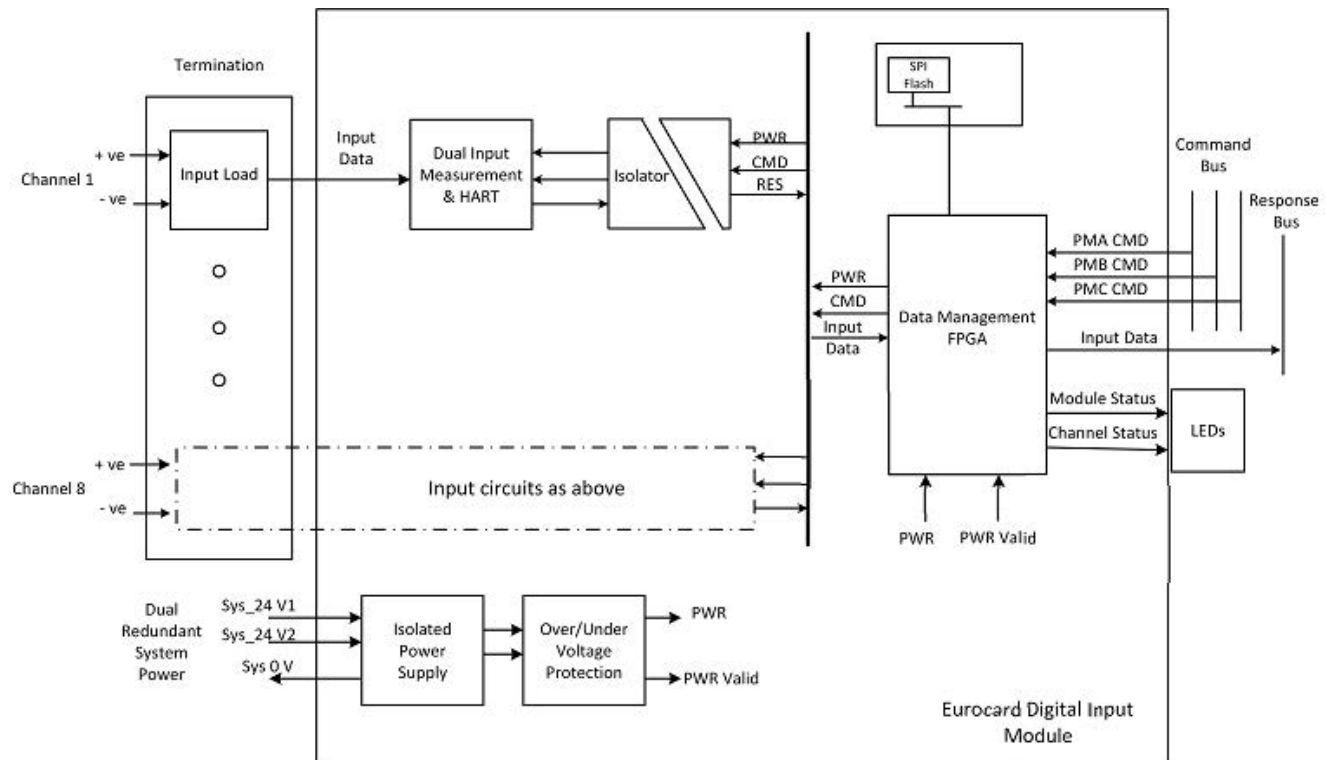 Termination
Channel 1
+ ve
- ve
Input Load
Input
Data
Dual Input
Measurement
& HART
Isolator
PWR
CMD
RES
SPI
Flash
Command
Bus
Response
Bus
PMA CMD
PMB CMD
PMC CMD
PWR
CMD
Input
Data
Data Management
FPGA
Input Data
Module Status
Channel Status
LEDs
PWR
PWR Valid
Channel 8
+ ve
- ve
Input circuits as above
Dual
Redundant
System
Power
Sys_24 V1
Sys_24 V2
Sys 0 V
Isolated
Power
Supply
Over/Under
Voltage
Protection
PWR
PWR Valid
Eurocard Digital Input
Module